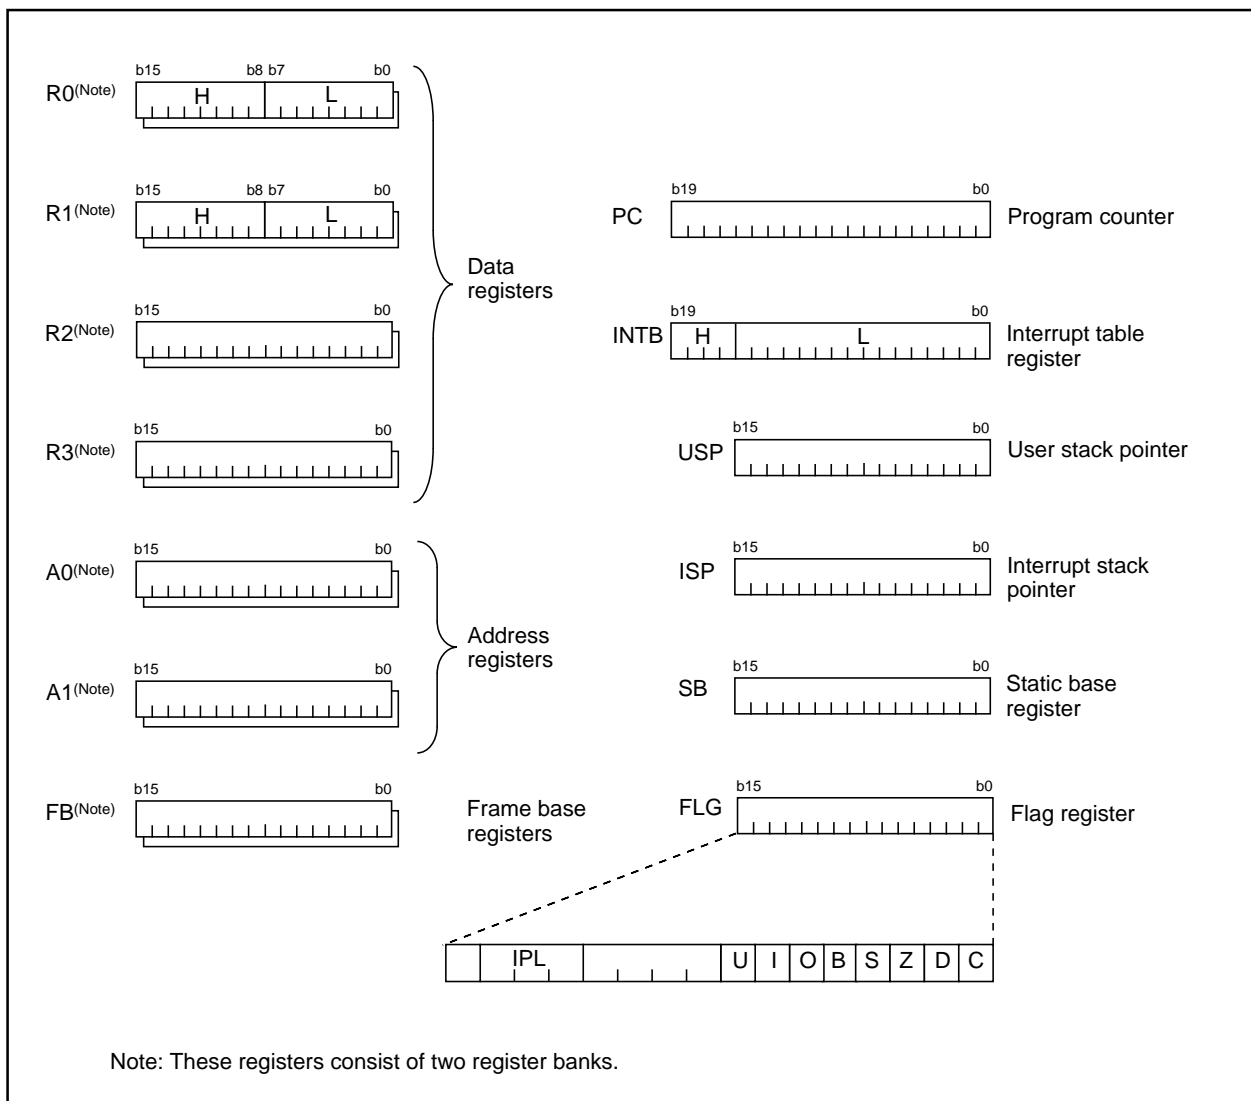 b15 b8 b7 b0
R0(Note) H L
b15 b8 b7 b0
R1(Note) H L
b15 b0
R2(Note)
b15 b0
R3(Note)
Data
registers
b15 b0
A0(Note)
b15 b0
A1(Note)
Address
registers
b15 b0
FB(Note)
Frame base
registers
b19 b0
PC Program counter
b19 b0
INTB H L Interrupt table
register
b15 b0
USP User stack pointer
b15 b0
ISP Interrupt stack
pointer
b15 b0
SB Static base
register
b15 b0
FLG Flag register
IPL U I O B S Z D C
Note: These registers consist of two register banks.